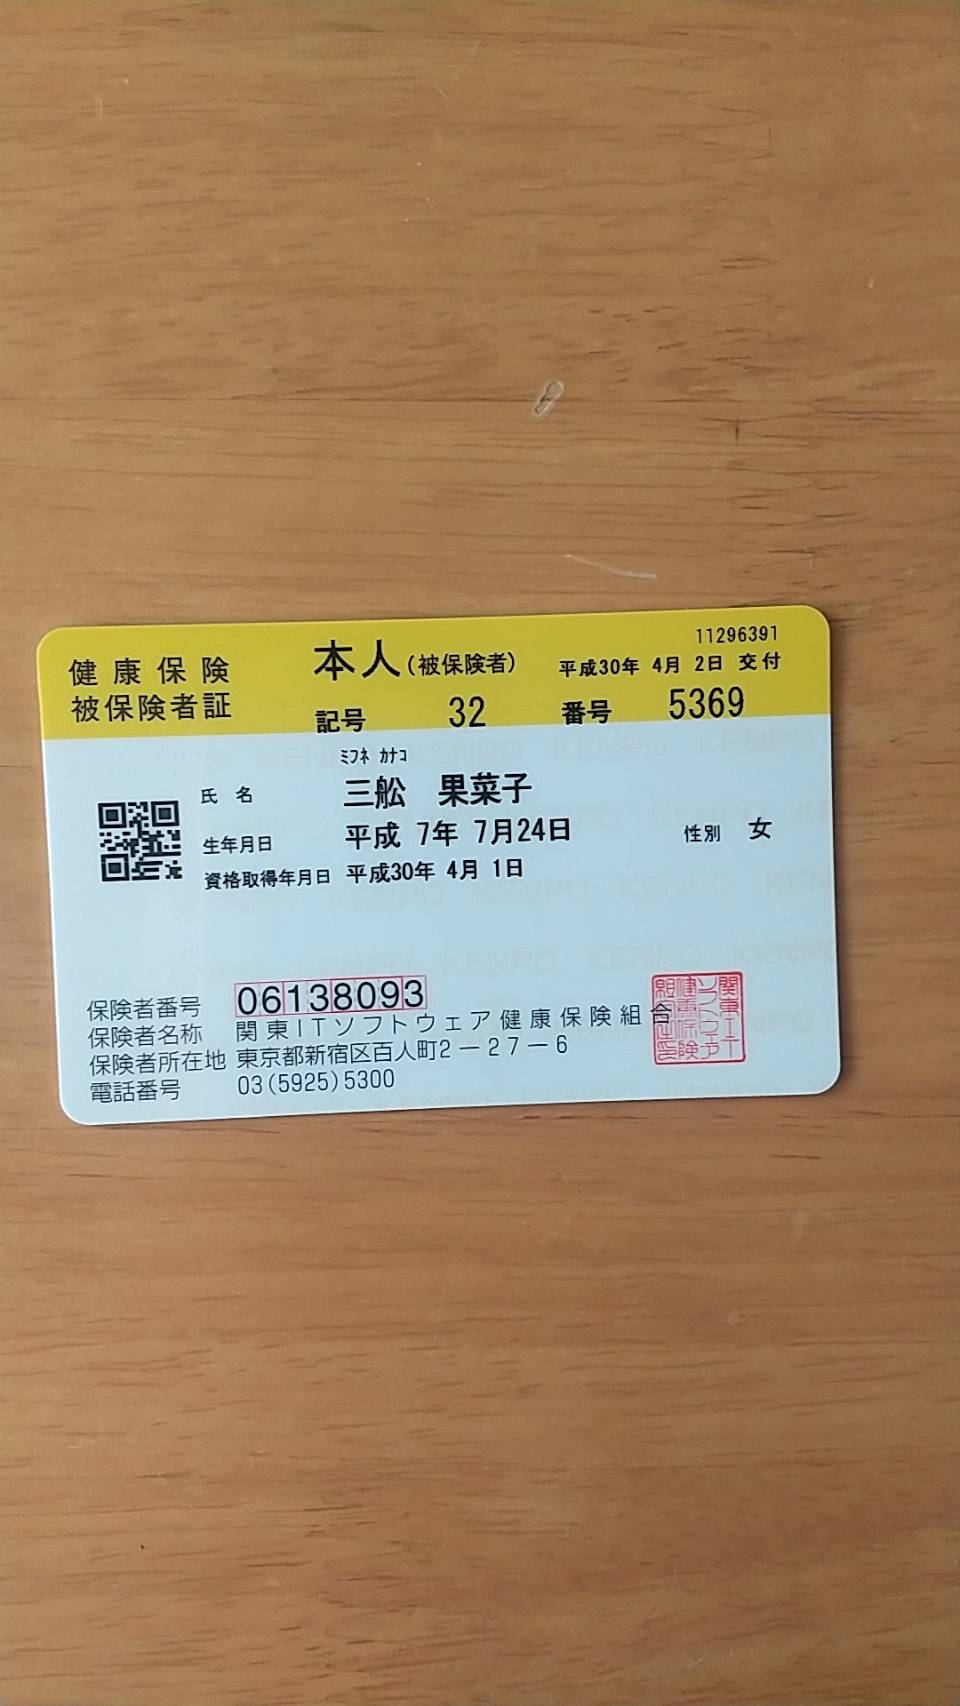 11296391
健康保険 本人(被保険者) 平成30年 4月 2日 交付
被保険者証 記号 32 番号 5369
ミフネ カナコ
氏名 三舩 果菜子
生年月日 平成 7年 7月24日 性別 女
資格取得年月日 平成30年 4月 1日
保険者番号 06138093
保険者名称 関東ITソフトウェア健康保険組合
保険者所在地 東京都新宿区百人町2-27-6
電話番号 03(5925)5300
KENPO